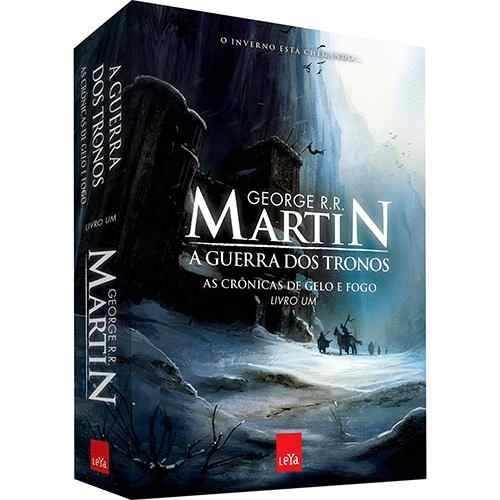 O INVERNO ESTÁ CHEGANDO...
GEORGE R.R.
MARTIN
A GUERRA DOS TRONOS
AS CRÔNICAS DE GELO E FOGO
LIVRO UM
LeYa
A GUERRA
DOS TRONOS
AS CRÔNICAS DE GELO E FOGO
LIVRO UM
GEORGE R.R.
MARTIN
LeYa